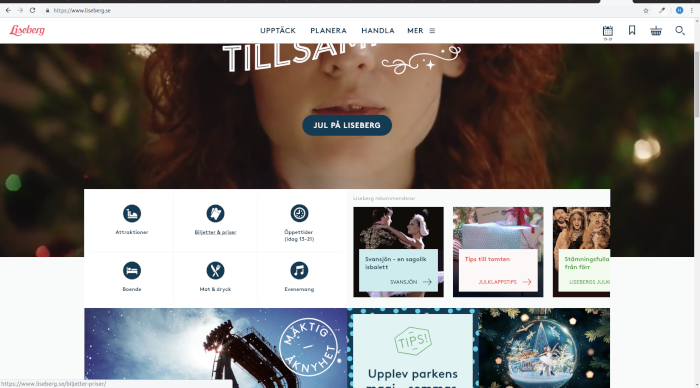 https://www.liseberg.se
Liseberg
UPPTÄCK
PLANERA
HANDLA
MER
13-21
JUL PÅ LISEBERG
Attraktioner
Biljetter & priser
Öppettider
(idag 13-21)
Boende
Mat & dryck
Evenemang
Liseberg rekommenderar
Svansjön - en sagolik
isbalett
SVANSJÖN
Tips till tomten
JULKLAPPSTIPS
Stämningsfulla
från förr
LISEBERGS
MÄKTIG
ÅKNYHET
TIPS!
Upplev parkens
https://www.liseberg.se/biljetter-priser/